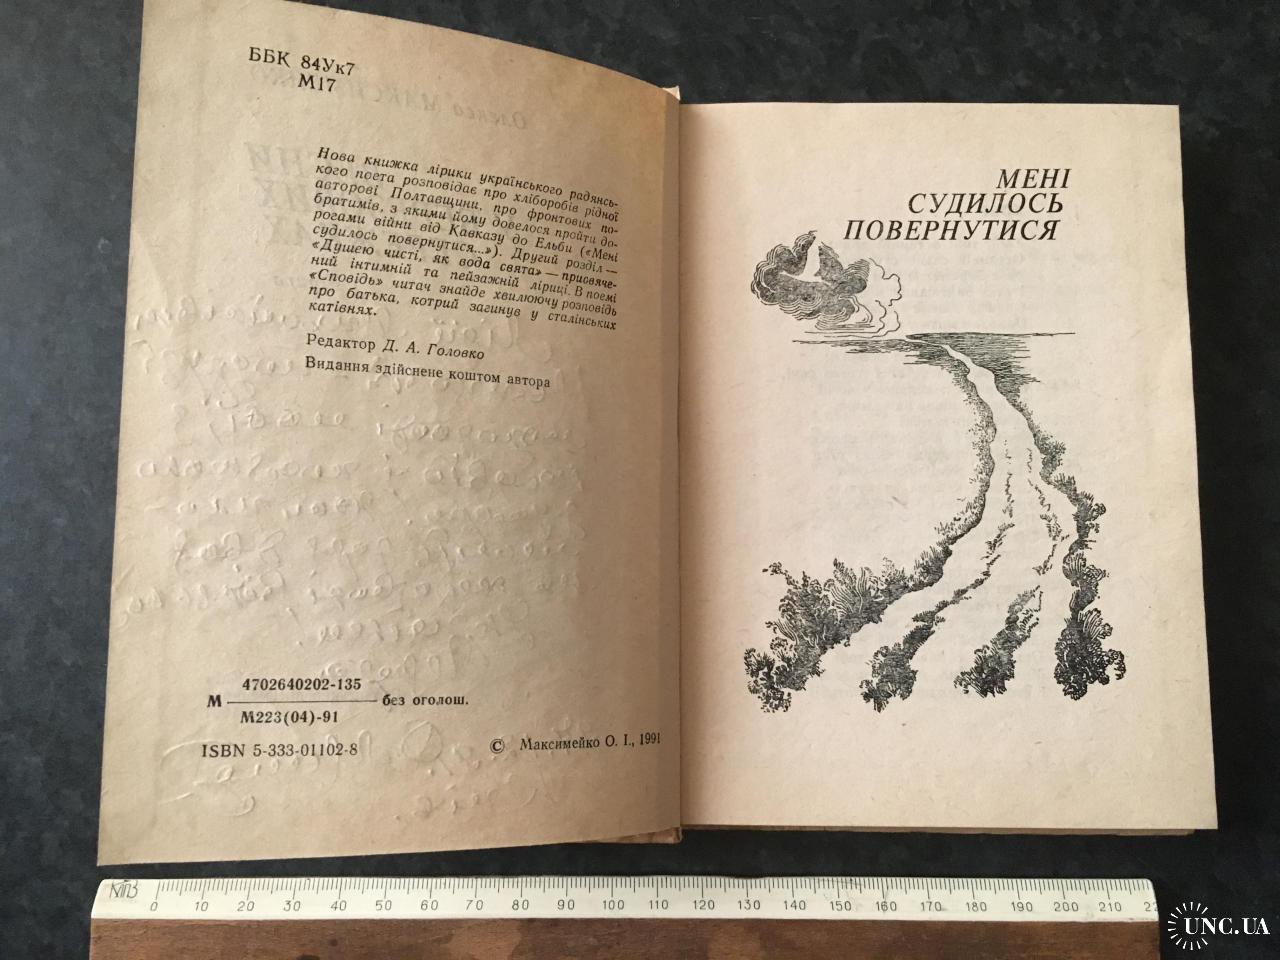 ББК 84Ук7
М17
Нова книжка лірики українського радянсь-
кого поета розповідає про хліборобів рідної
авторові Полтавщини, про фронтових по-
братимів, з якими йому довелося пройти до-
рогами війни від Кавказу до Ельби («Мені
судилось повернутися...»). Другий розділ —
«Душею чисті, як вода свята» — присвяче-
ний інтимній та пейзажній ліриці. В поемі
«Сповідь» читач знайде хвилюючу розповідь
про батька, котрий загинув у сталінських
катівнях.
Редактор Д. А. Головко
Видання здійснене коштом автора
4702640202-135
М без оголош.
М223(04)-91
ISBN 5-333-01102-8
© Максимейко О. І., 1991
МЕНІ
СУДИЛОСЬ
ПОВЕРНУТИСЯ
0 10 20 30 40 50 60 70 80 90 100 110 120 130 140 150 160 170 180 190 200 210
UNC.UA